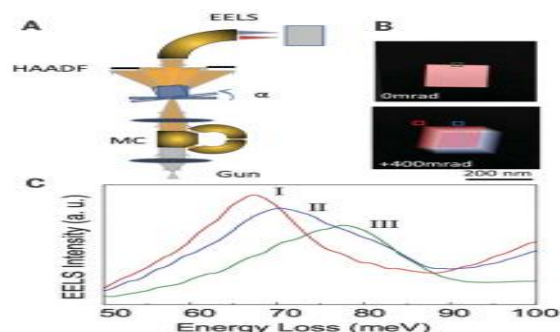 A
EELS
HAADF
α
MC
Gun
B
0mrad
+400mrad
200 nm
C
I
II
III
EELS Intensity (a. u.)
50 60 70 80 90 100
Energy Loss (meV)